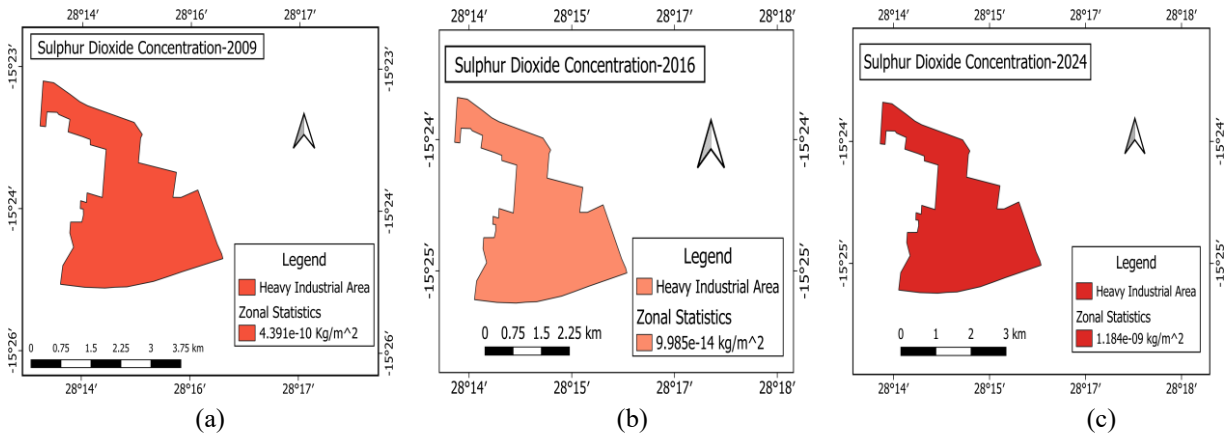 28°14′ 28°16′ 28°17′
Sulphur Dioxide Concentration-2009
-15°23′ -15°24′ -15°26′
-15°23′ -15°24′ -15°26′
Legend
Heavy Industrial Area
Zonal Statistics
4.391e-10 Kg/m^2
0 0.75 1.5 2.25 3 3.75 km
28°14′ 28°16′ 28°17′
(a)
28°14′ 28°15′ 28°17′ 28°18′
Sulphur Dioxide Concentration-2016
-15°24′ -15°25′
-15°24′ -15°25′
Legend
Heavy Industrial Area
Zonal Statistics
9.985e-14 kg/m^2
0 0.75 1.5 2.25 km
28°14′ 28°15′ 28°17′ 28°18′
(b)
28°14′ 28°15′ 28°17′ 28°18′
Sulphur Dioxide Concentration-2024
-15°24′ -15°25′
-15°24′ -15°25′
Legend
Heavy Industrial Area
Zonal Statistics
1.184e-09 kg/m^2
0 1 2 3 km
28°14′ 28°15′ 28°17′ 28°18′
(c)